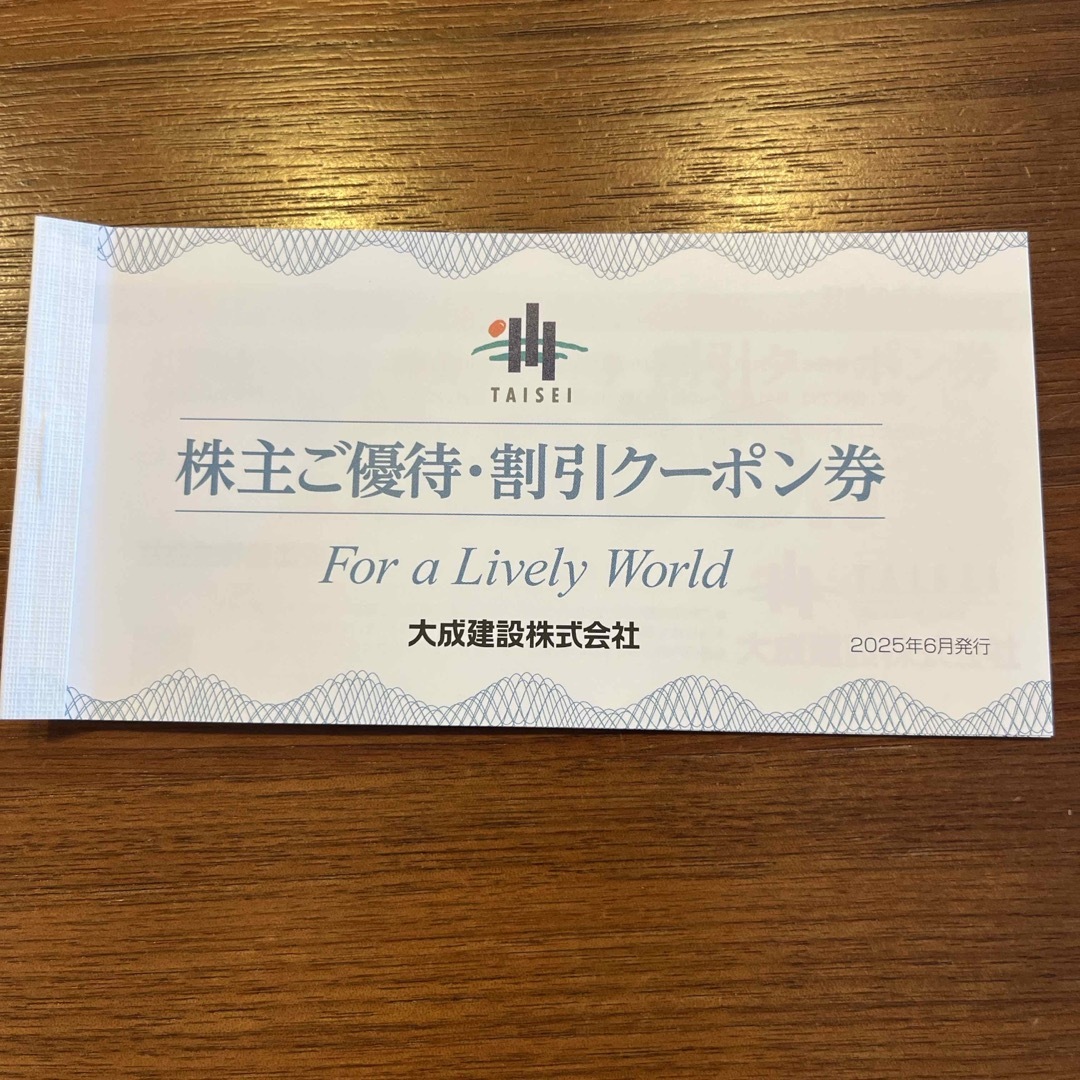 TAISEI
株主ご優待・割引クーポン券
For a Lively World
大成建設株式会社
2025年6月発行